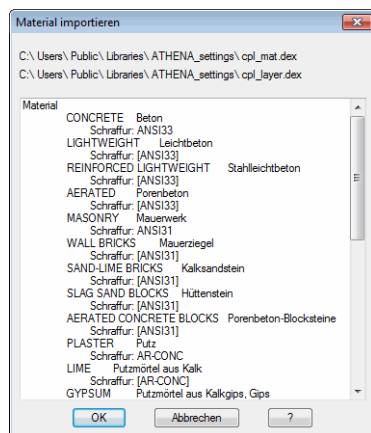 Material importieren
C:\ Users\ Public\ Libraries\ ATHENA_settings\ cpl_mat.dex
C:\ Users\ Public\ Libraries\ ATHENA_settings\ cpl_layer.dex
Material
CONCRETE Beton
Schraffur: ANSI33
LIGHTWEIGHT Leichtbeton
Schraffur: [ANSI33]
REINFORCED LIGHTWEIGHT Stahlleichtbeton
Schraffur: [ANSI33]
AERATED Porenbeton
Schraffur: [ANSI33]
MASONRY Mauerwerk
Schraffur: ANSI31
WALL BRICKS Mauerziegel
Schraffur: [ANSI31]
SAND-LIME BRICKS Kalksandstein
Schraffur: [ANSI31]
SLAG SAND BLOCKS Hüttenstein
Schraffur: [ANSI31]
AERATED CONCRETE BLOCKS Porenbeton-Blocksteine
Schraffur: [ANSI31]
PLASTER Putz
Schraffur: AR-CONC
LIME Putzmörtel aus Kalk
Schraffur: [AR-CONC]
GYPSUM Putzmörtel aus Kalkgips, Gips
OK Abbrechen ?